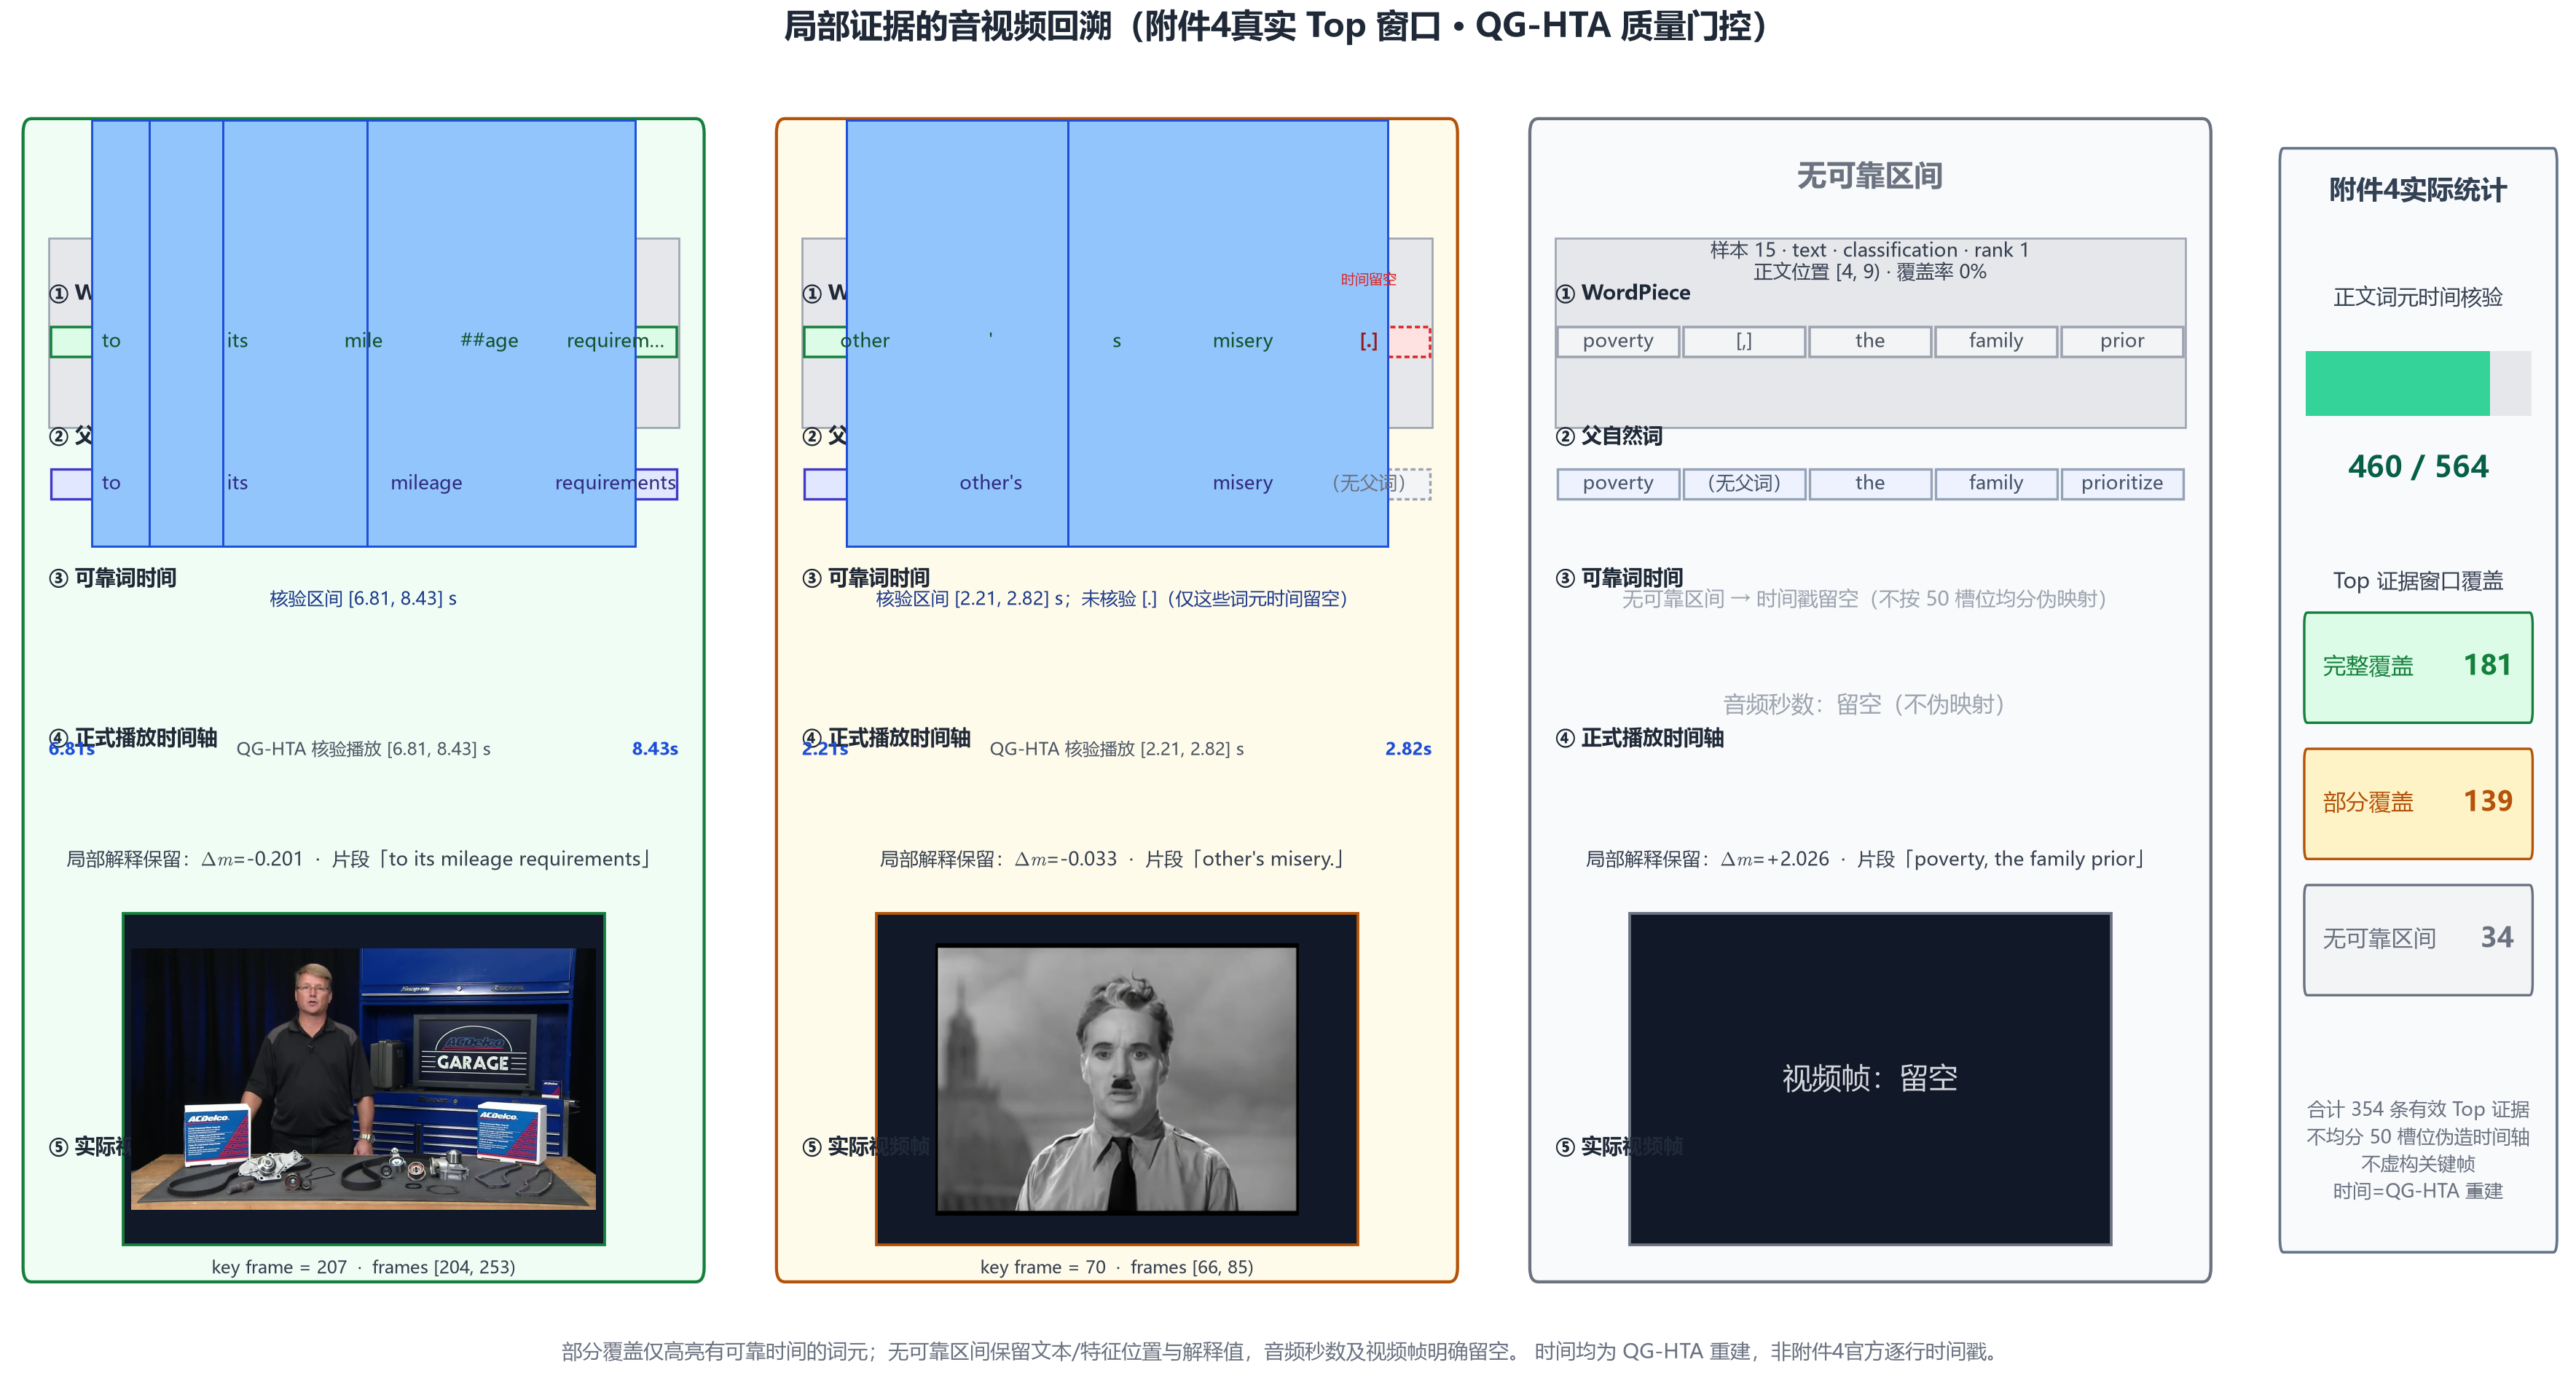 局部证据的音视频回溯（附件4真实 Top 窗口 • QG-HTA 质量门控）
① W
to its mile ##age requirem...
② 父
to its mileage requirements
③ 可靠词时间
核验区间 [6.81, 8.43] s
④ 正式播放时间轴
6.81s QG-HTA 核验播放 [6.81, 8.43] s 8.43s
局部解释保留：Δm=-0.201 · 片段「to its mileage requirements」
ACDelco
GARAGE
ACDelco.
ACDelco.
⑤ 实际视
key frame = 207 · frames [204, 253)
时间留空
① W
other ' s misery [.]
② 父
other's misery （无父词）
③ 可靠词时间
核验区间 [2.21, 2.82] s；未核验 [.]（仅这些词元时间留空）
④ 正式播放时间轴
2.21s QG-HTA 核验播放 [2.21, 2.82] s 2.82s
局部解释保留：Δm=-0.033 · 片段「other's misery.」
⑤ 实际视频帧
key frame = 70 · frames [66, 85)
无可靠区间
样本 15 · text · classification · rank 1
正文位置 [4, 9) · 覆盖率 0%
① WordPiece
poverty [,] the family prior
② 父自然词
poverty （无父词） the family prioritize
③ 可靠词时间
无可靠区间 → 时间戳留空（不按 50 槽位均分伪映射）
音频秒数：留空（不伪映射）
④ 正式播放时间轴
局部解释保留：Δm=+2.026 · 片段「poverty, the family prior」
视频帧：留空
⑤ 实际视频帧
附件4实际统计
正文词元时间核验
460 / 564
Top 证据窗口覆盖
完整覆盖 181
部分覆盖 139
无可靠区间 34
合计 354 条有效 Top 证据
不均分 50 槽位伪造时间轴
不虚构关键帧
时间=QG-HTA 重建
部分覆盖仅高亮有可靠时间的词元；无可靠区间保留文本/特征位置与解释值，音频秒数及视频帧明确留空。 时间均为 QG-HTA 重建，非附件4官方逐行时间戳。